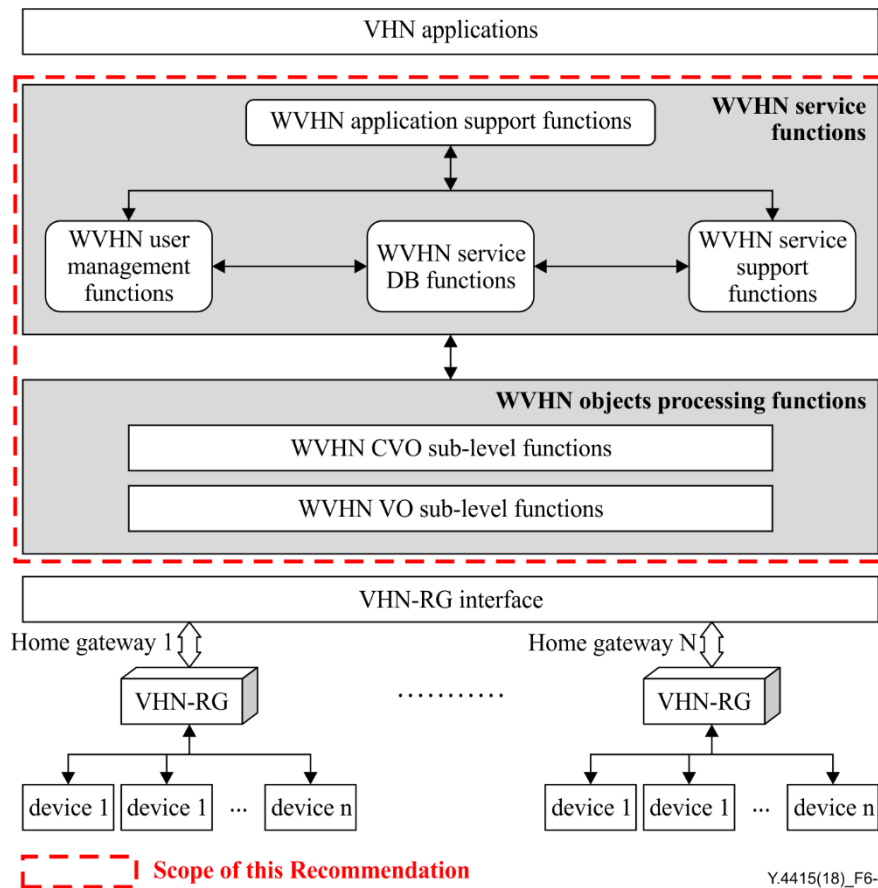 VHN applications
WVHN service
functions
WVHN application support functions
WVHN user
management
functions
WVHN service
DB functions
WVHN service
support
functions
WVHN objects processing functions
WVHN CVO sub-level functions
WVHN VO sub-level functions
VHN-RG interface
Home gateway 1
Home gateway N
VHN-RG
...........
VHN-RG
device 1
device 1
...
device n
device 1
device 1
...
device n
Scope of this Recommendation
Y.4415(18)_F6-